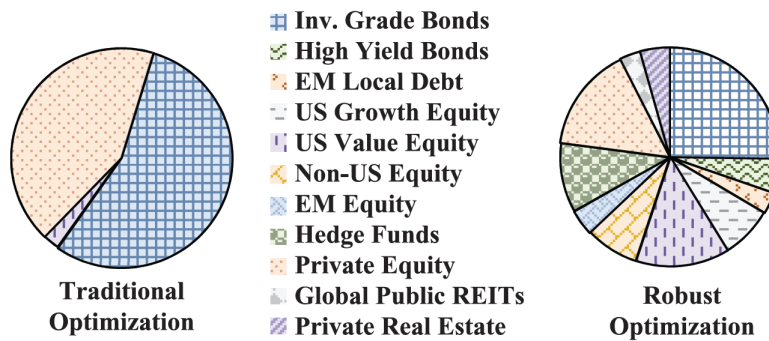 Inv. Grade Bonds
High Yield Bonds
EM Local Debt
US Growth Equity
US Value Equity
Non-US Equity
EM Equity
Hedge Funds
Private Equity
Global Public REITs
Private Real Estate
Traditional
Optimization
Robust
Optimization